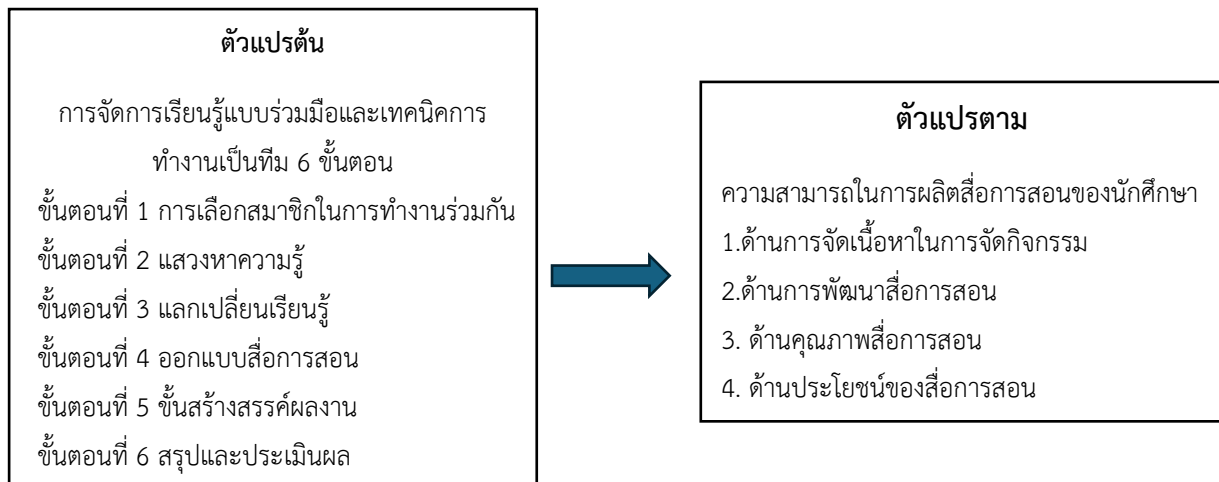 ตัวแปรต้น
การจัดการเรียนรู้แบบร่วมมือและเทคนิคการ
ทำงานเป็นทีม 6 ขั้นตอน
ขั้นตอนที่ 1 การเลือกสมาชิกในการทำงานร่วมกัน
ขั้นตอนที่ 2 แสวงหาความรู้
ขั้นตอนที่ 3 แลกเปลี่ยนเรียนรู้
ขั้นตอนที่ 4 ออกแบบสื่อการสอน
ขั้นตอนที่ 5 ขั้นสร้างสรรค์ผลงาน
ขั้นตอนที่ 6 สรุปและประเมินผล
ตัวแปรตาม
ความสามารถในการผลิตสื่อการสอนของนักศึกษา
1.ด้านการจัดเนื้อหาในการจัดกิจกรรม
2.ด้านการพัฒนาสื่อการสอน
3. ด้านคุณภาพสื่อการสอน
4. ด้านประโยชน์ของสื่อการสอน